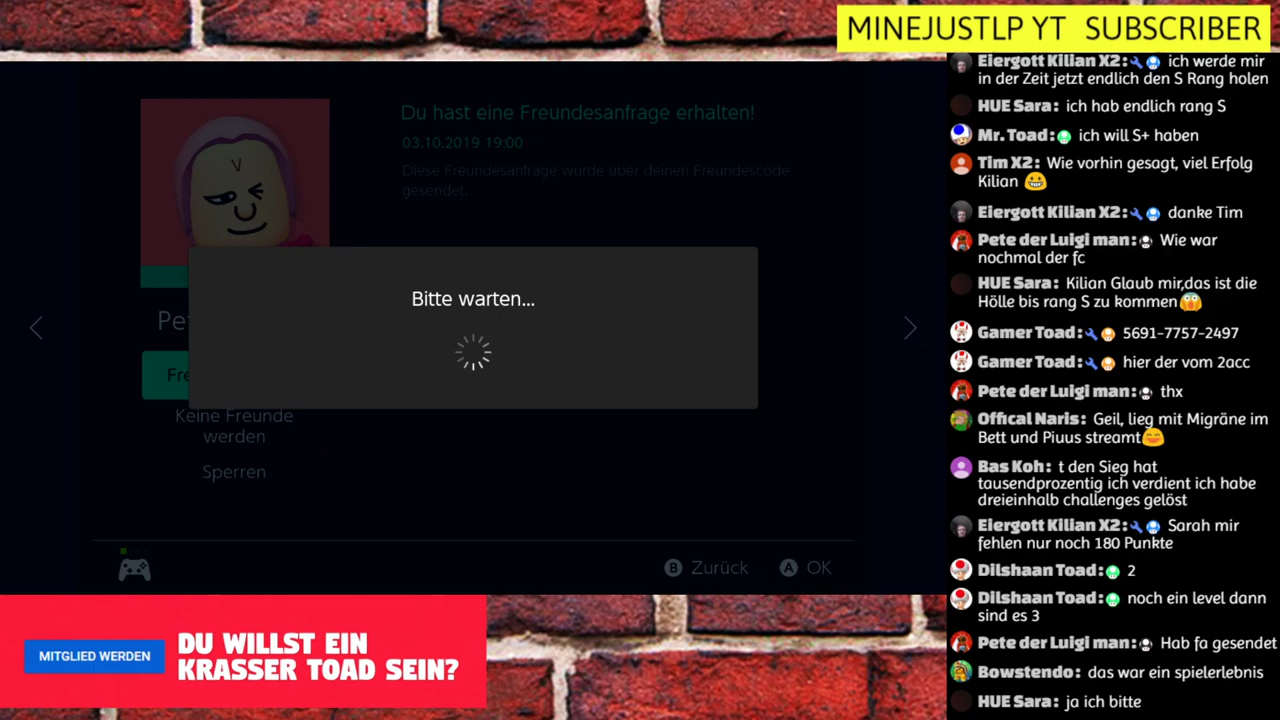 MINEJUSTLP YT SUBSCRIBER
Du hast eine Freundesanfrage erhalten!
03.10.2019 19:00
Diese Freundesanfrage wurde über deinen Freundescode
gesendet.
V
Bitte warten...
Pe
Fre
Keine Freunde
werden
Sperren
B Zurück A OK
MITGLIED WERDEN
DU WILLST EIN
KRASSER TOAD SEIN?
Eiergott Kilian X2: ich werde mir
in der Zeit jetzt endlich den S Rang holen
HUE Sara: ich hab endlich rang S
Mr. Toad: ich will S+ haben
Tim X2: Wie vorhin gesagt, viel Erfolg
Kilian
Eiergott Kilian X2: danke Tim
Pete der Luigi man: Wie war
nochmal der fc
HUE Sara: Kilian Glaub mir,das ist die
Hölle bis rang S zu kommen
Gamer Toad: 5691-7757-2497
Gamer Toad: hier der vom 2acc
Pete der Luigi man: thx
Offical Naris: Geil, lieg mit Migräne im
Bett und Piuus streamt
Bas Koh: t den Sieg hat
tausendprozentig ich verdient ich habe
dreieinhalb challenges gelöst
Eiergott Kilian X2: Sarah mir
fehlen nur noch 180 Punkte
Dilshaan Toad: 2
Dilshaan Toad: noch ein level dann
sind es 3
Pete der Luigi man: Hab fa gesendet
Bowstendo: das war ein spielerlebnis
HUE Sara: ja ich bitte